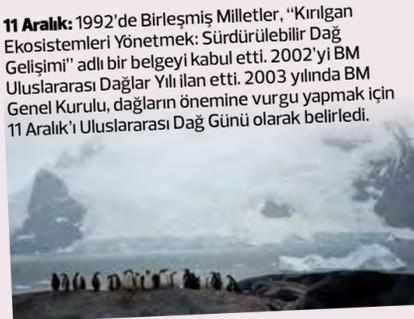 11 Aralık: 1992’de Birleşmiş Milletler, “Kırılgan
Ekosistemleri Yönetmek: Sürdürülebilir Dağ
Gelişimi” adlı bir belgeyi kabul etti. 2002’yi BM
Uluslararası Dağlar Yılı ilan etti. 2003 yılında BM
Genel Kurulu, dağların önemine vurgu yapmak için
11 Aralık’ı Uluslararası Dağ Günü olarak belirledi.